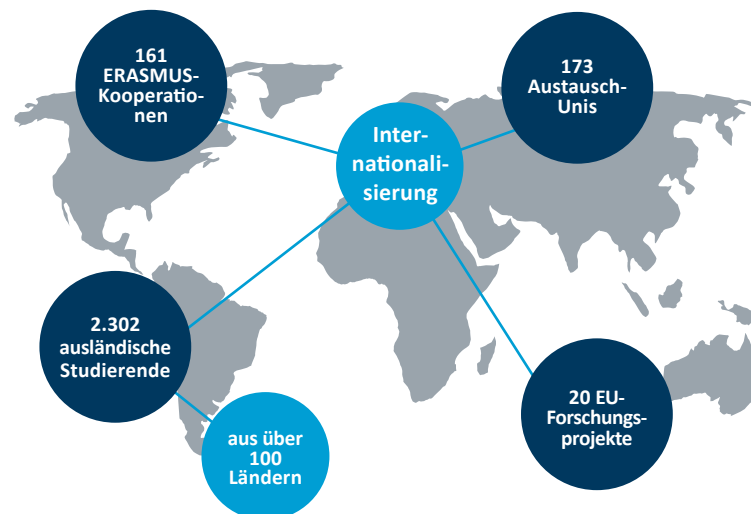 161
ERASMUS-
Kooperatio-
nen
173
Austausch-
Unis
Inter-
nationali-
sierung
2.302
ausländische
Studierende
aus über
100
Ländern
20 EU-
Forschungs-
projekte